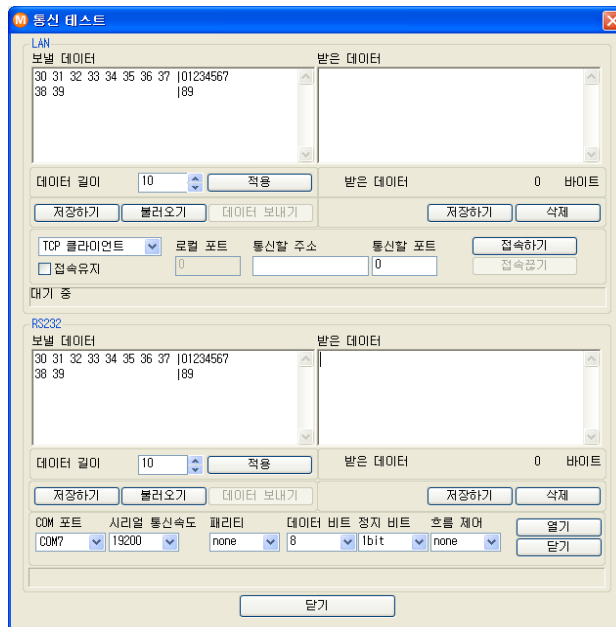 M 통신 테스트
LAN
보낼 데이터 받은 데이터
30 31 32 33 34 35 36 37 |01234567
38 39 |89
데이터 길이 10 적용 받은 데이터 0 바이트
저장하기 불러오기 데이터 보내기 저장하기 삭제
TCP 클라이언트 로컬 포트 통신할 주소 통신할 포트 접속하기
접속유지 0 0 접속끊기
대기 중
RS232
보낼 데이터 받은 데이터
30 31 32 33 34 35 36 37 |01234567
38 39 |89
데이터 길이 10 적용 받은 데이터 0 바이트
저장하기 불러오기 데이터 보내기 저장하기 삭제
COM 포트 시리얼 통신속도 패리티 데이터 비트 정지 비트 흐름 제어 열기
COM7 19200 none 8 1bit none 닫기
닫기